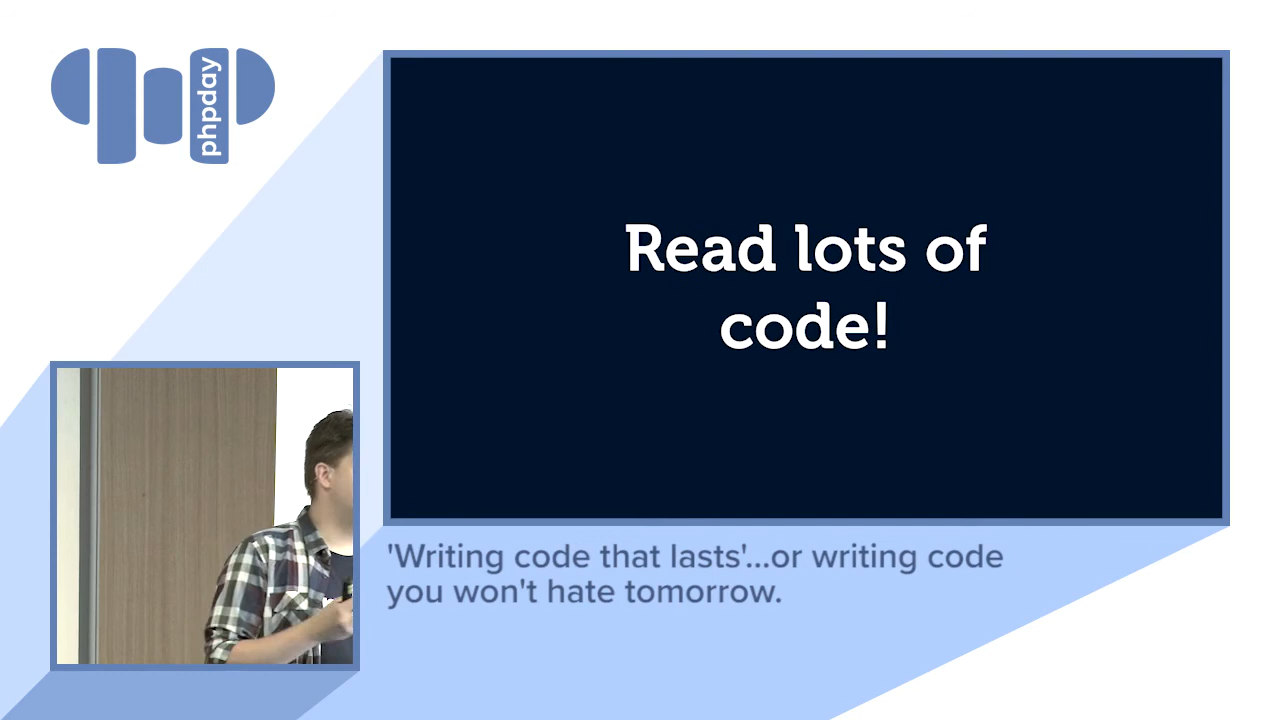 phpday
Read lots of
code!
'Writing code that lasts'...or writing code
you won't hate tomorrow.